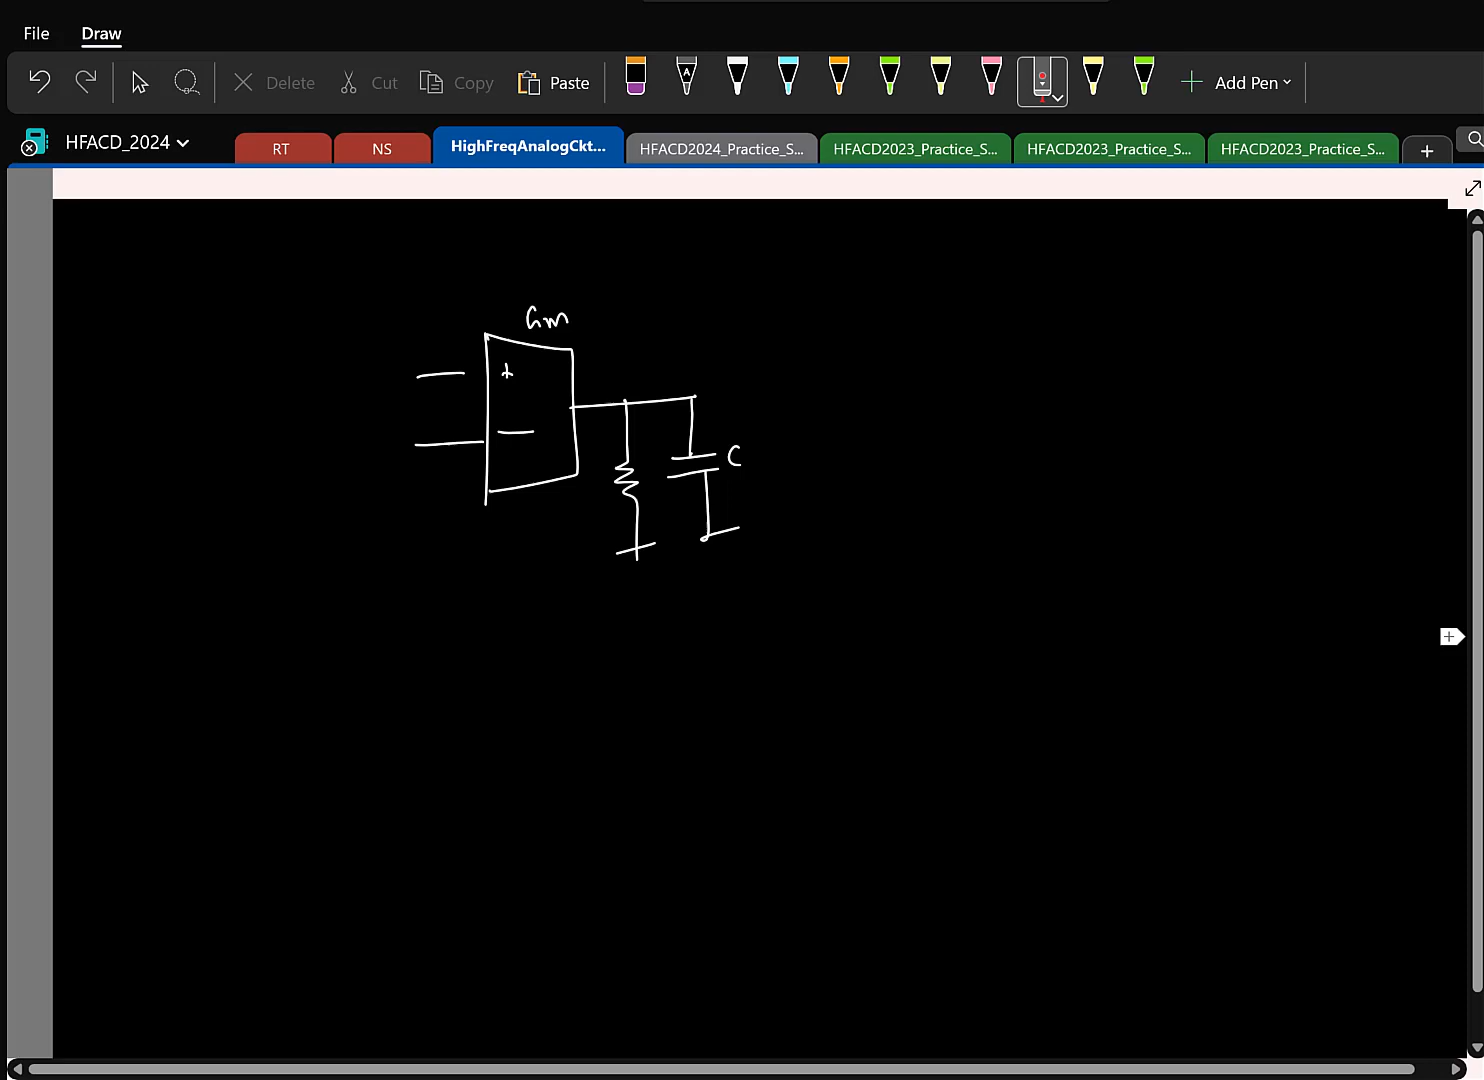 File Draw
Delete Cut Copy Paste A Add Pen
HFACD_2024 RT NS HighFreqAnalogCkt... HFACD2024_Practice_S... HFACD2023_Practice_S... HFACD2023_Practice_S... HFACD2023_Practice_S... +
Gm
+
C